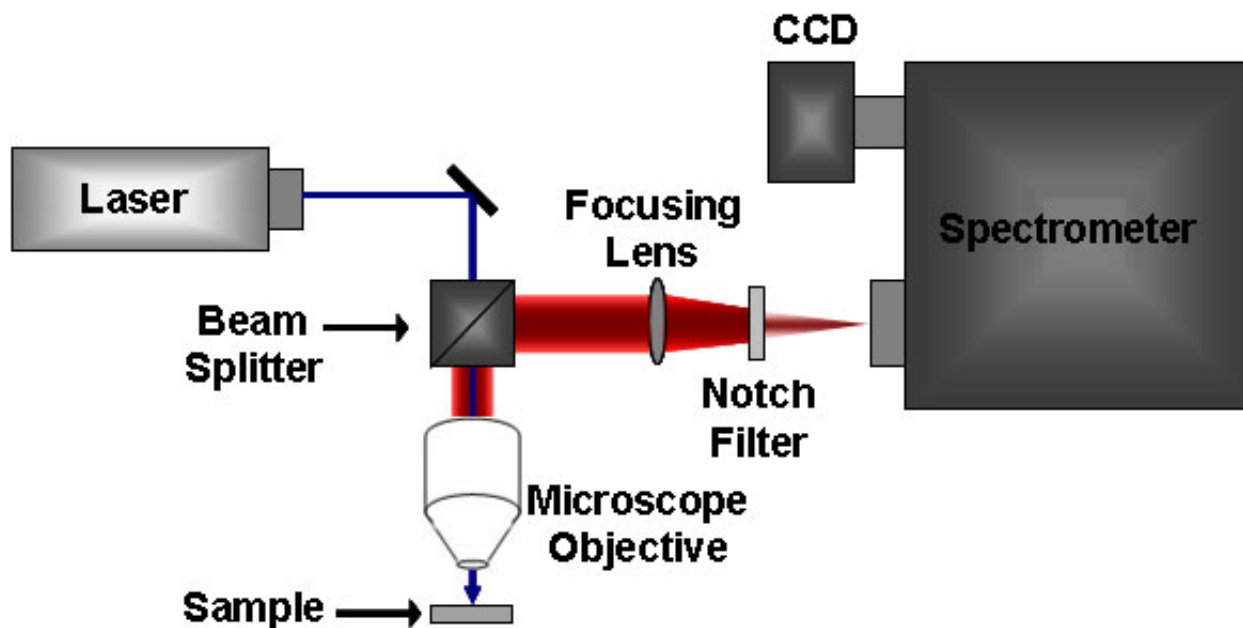 CCD
Laser
Focusing
Lens
Spectrometer
Beam
Splitter
Notch
Filter
Microscope
Objective
Sample